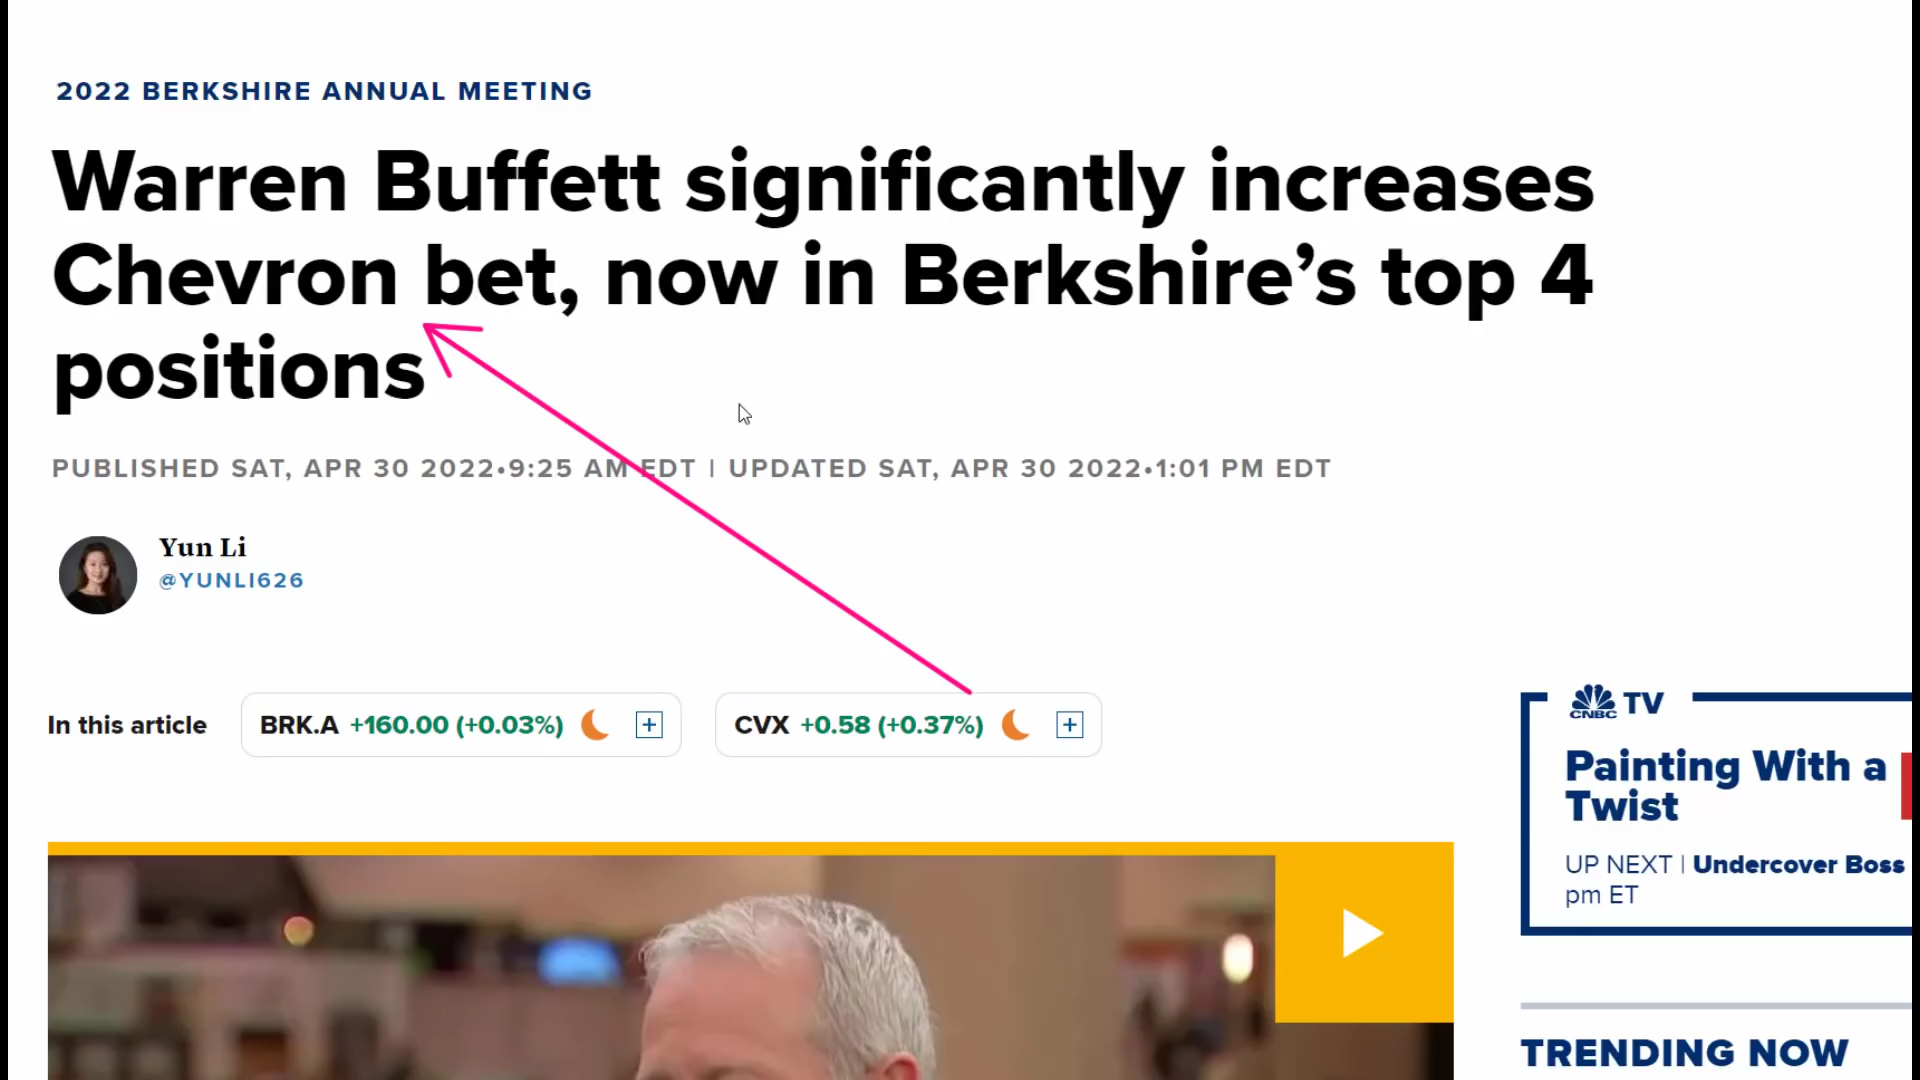 2022 BERKSHIRE ANNUAL MEETING
Warren Buffett significantly increases
Chevron bet, now in Berkshire’s top 4
positions
PUBLISHED SAT, APR 30 2022•9:25 AM EDT | UPDATED SAT, APR 30 2022•1:01 PM EDT
Yun Li
@YUNLI626
In this article
BRK.A +160.00 (+0.03%)
CVX +0.58 (+0.37%)
CNBC TV
Painting With a
Twist
UP NEXT | Undercover Boss
pm ET
TRENDING NOW